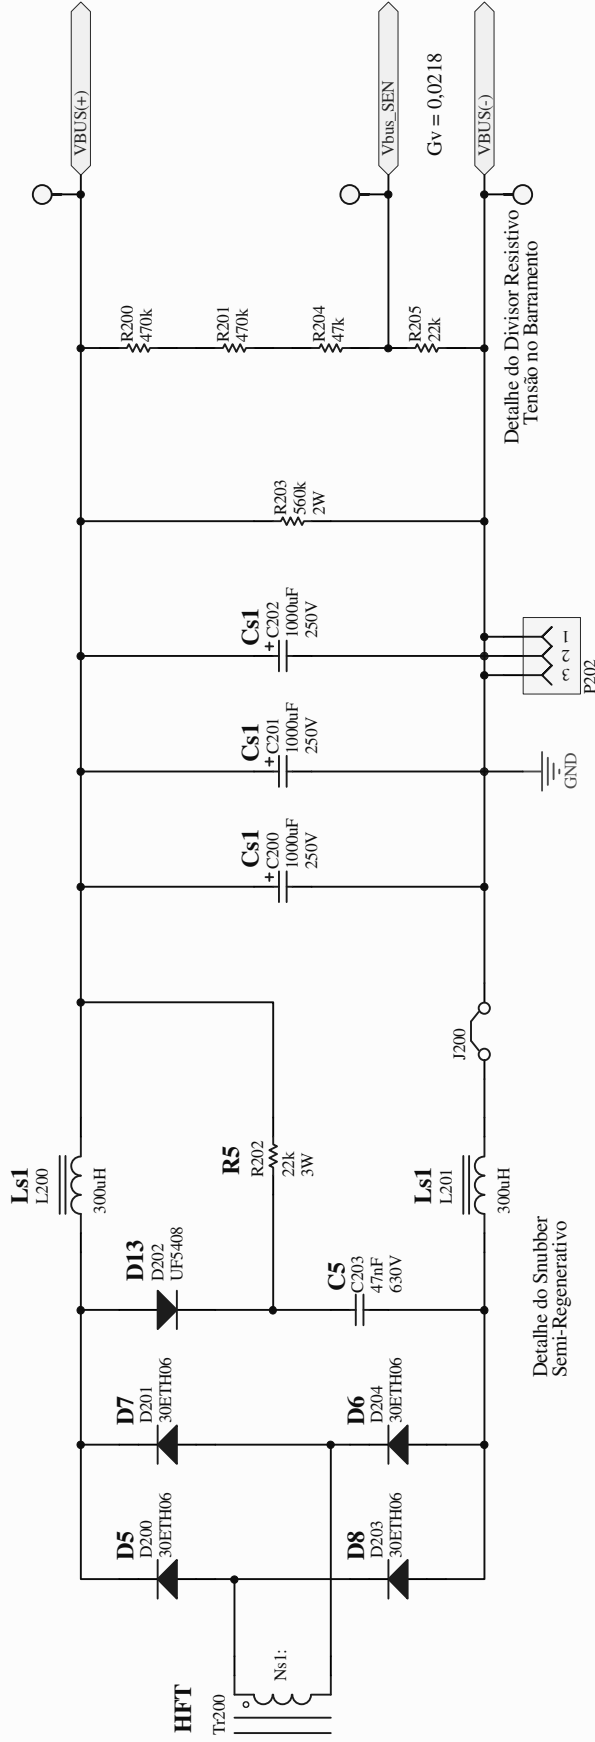 HFT
Tr200
Ns1:
D5
D200
30ETH06
D8
D203
30ETH06
D7
D201
30ETH06
D6
D204
30ETH06
D13
D202
UF5408
C5
C203
47nF
630V
Detalhe do Snubber
Semi-Regenerativo
Ls1
L200
300uH
R5
R202
22k
3W
Ls1
L201
300uH
J200
Cs1
+
C200
1000uF
250V
Cs1
+
C201
1000uF
250V
GND
Cs1
+
C202
1000uF
250V
3
2
1
P202
R203
560k
2W
R200
470k
R201
470k
R204
47k
R205
22k
Detalhe do Divisor Resistivo
Tensão no Barramento
VBUS(+)
Vbus_SEN
Gv = 0,0218
VBUS(-)